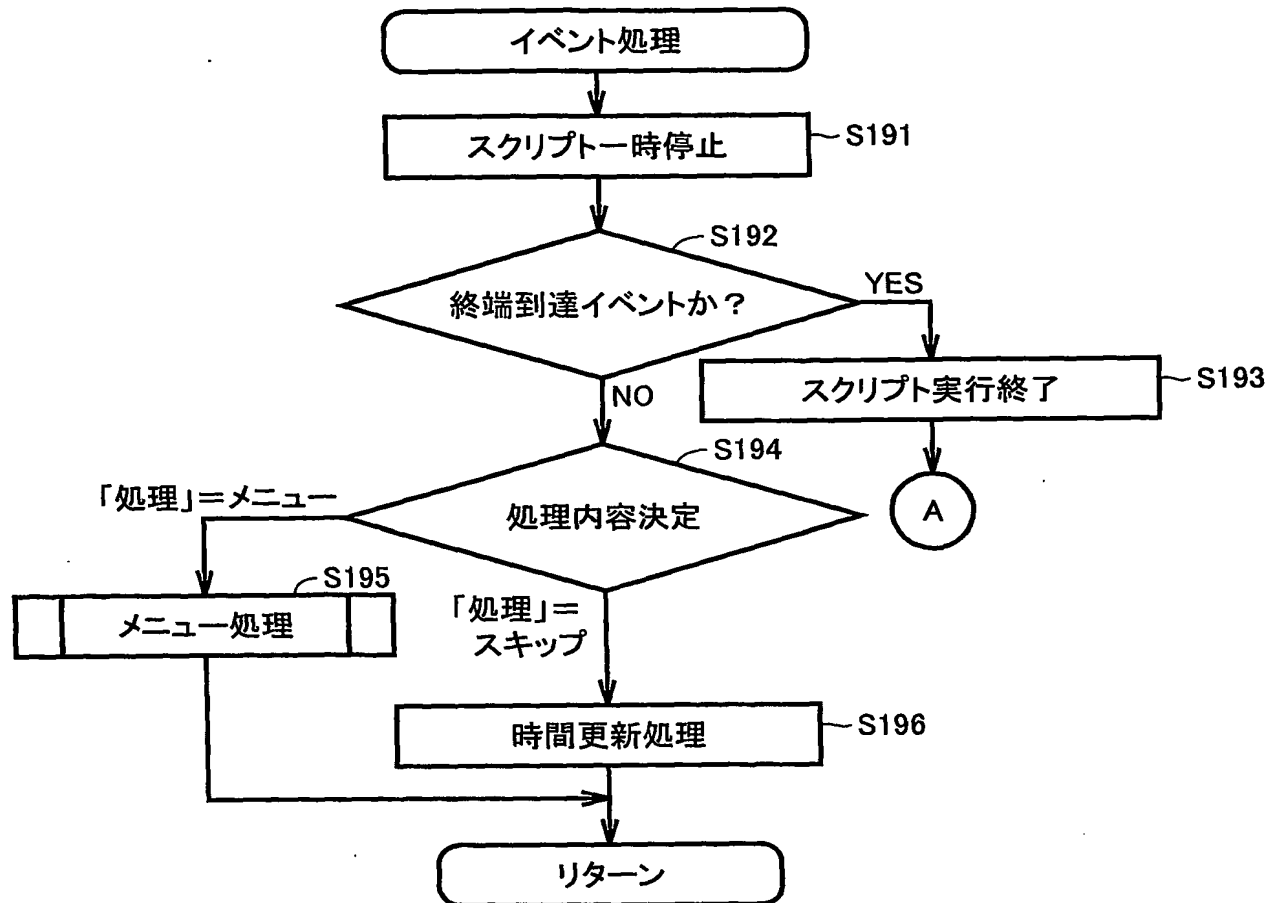 イベント処理
スクリプト一時停止
S191
S192
終端到達イベントか？
YES
スクリプト実行終了
S193
NO
S194
A
「処理」＝メニュー
処理内容決定
S195
メニュー処理
「処理」＝
スキップ
時間更新処理
S196
リターン